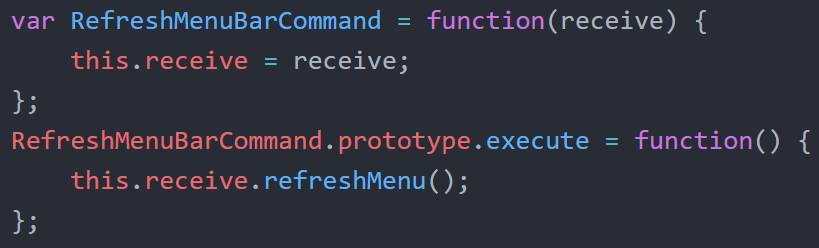 var RefreshMenuBarCommand = function(receive) {
    this.receive = receive;
};
RefreshMenuBarCommand.prototype.execute = function() {
    this.receive.refreshMenu();
};